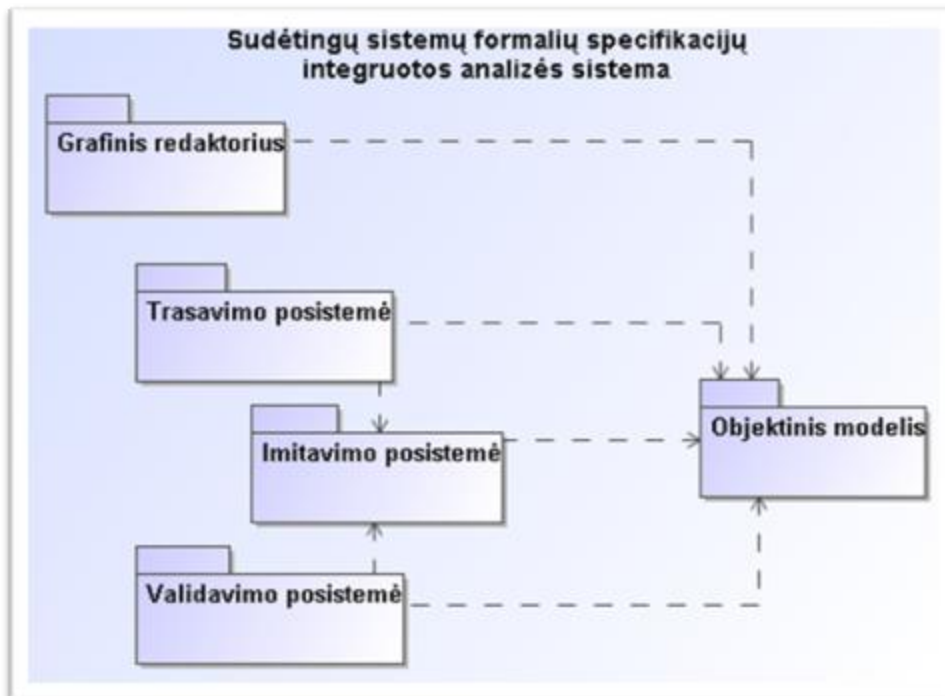 Sudėtingų sistemų formalių specifikacijų
integruotos analizės sistema
Grafinis redaktorius
Trasavimo posistemė
Objektinis modelis
Imitavimo posistemė
Validavimo posistemė